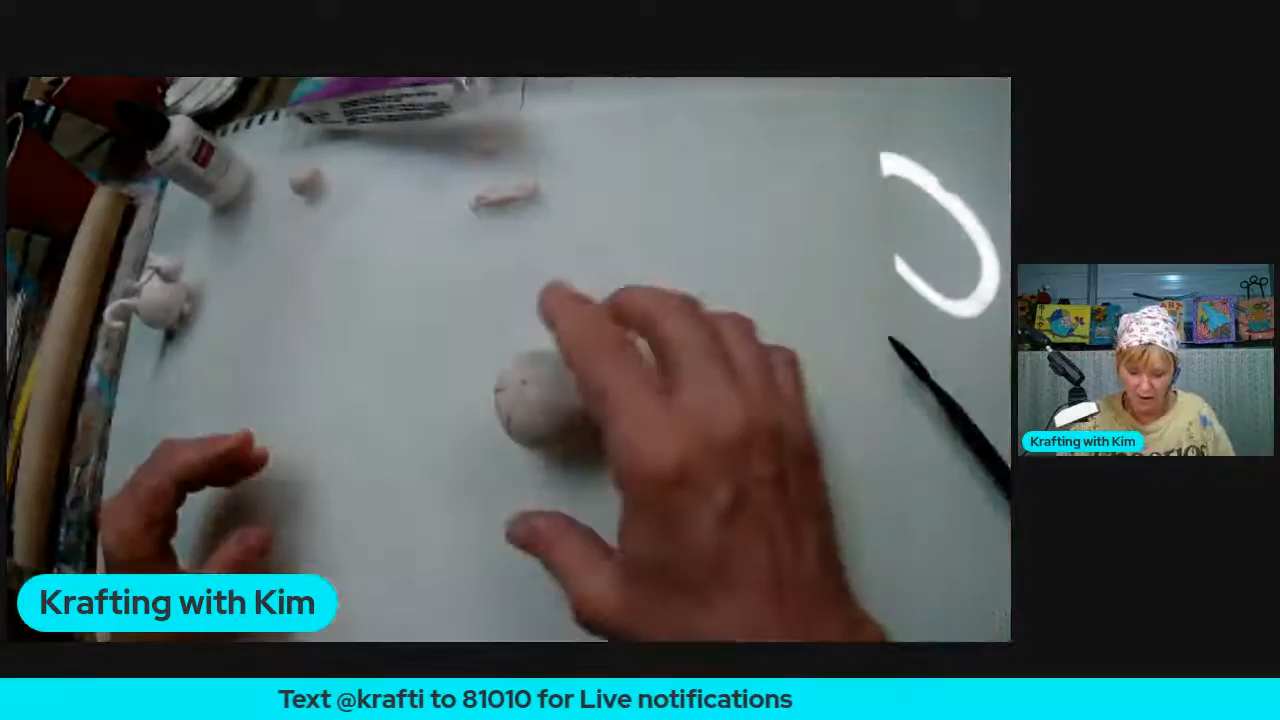 Krafting with Kim
Krafting with Kim
Text @krafti to 81010 for Live notifications